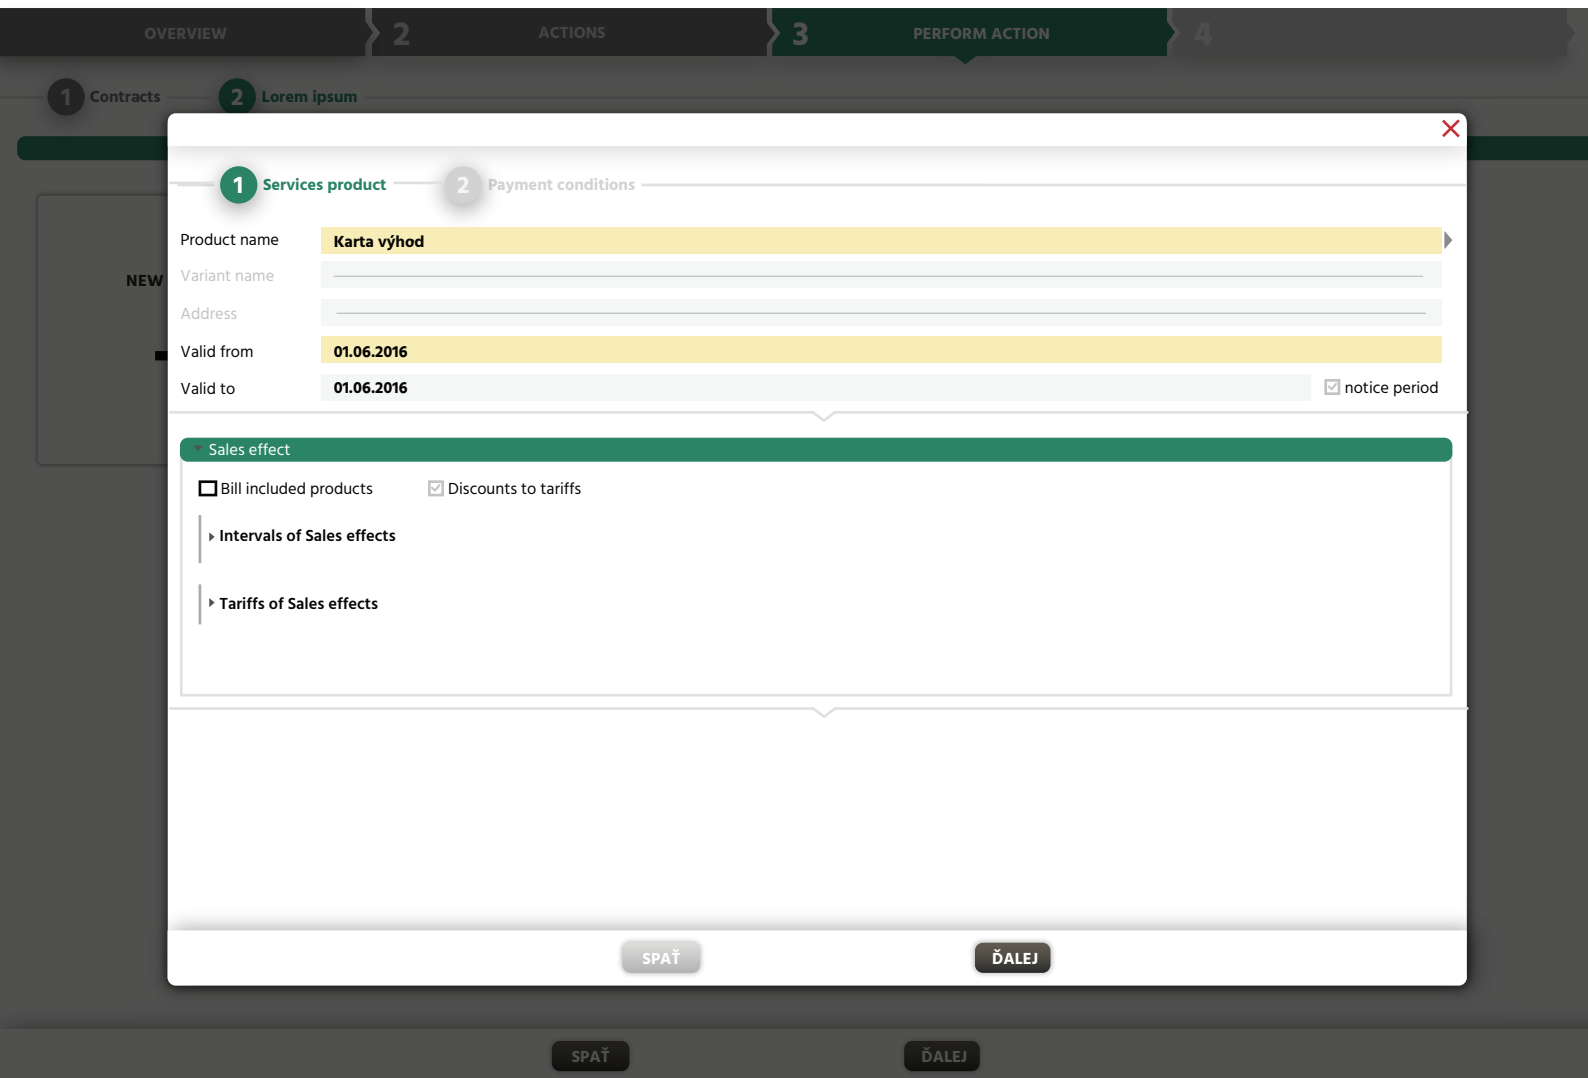 OVERVIEW 2 ACTIONS 3 PERFORM ACTION 4
1 Contracts 2 Lorem ipsum
1 Services product 2 Payment conditions
Product name Karta výhod
Variant name
NEW
Address
Valid from 01.06.2016
Valid to 01.06.2016 notice period
Sales effect
Bill included products Discounts to tariffs
Intervals of Sales effects
Tariffs of Sales effects
SPAŤ ĎALEJ
SPAŤ ĎALEJ